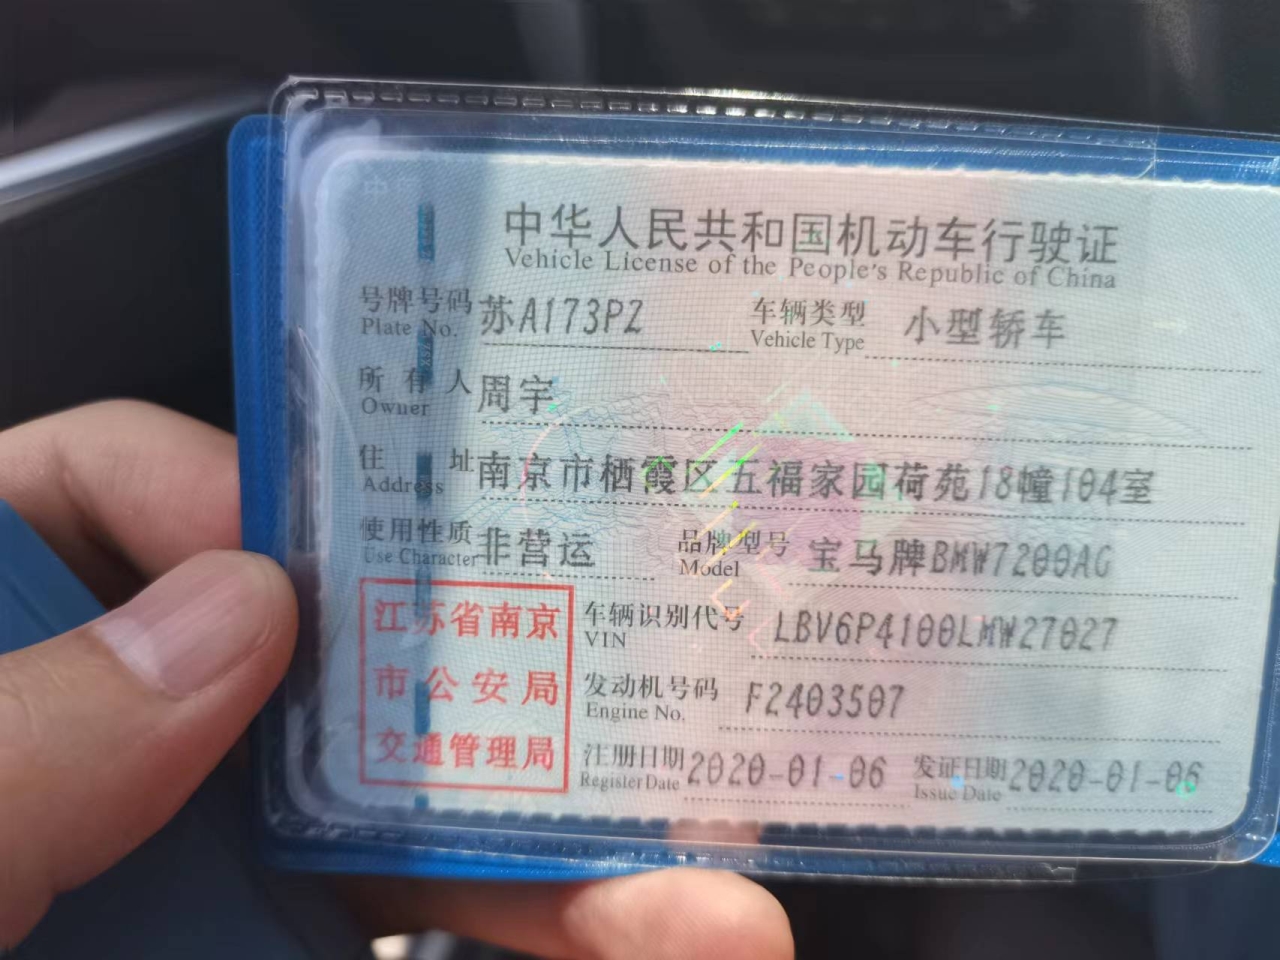 中华人民共和国机动车行驶证
Vehicle License of the People's Republic of China
号牌号码 苏A173PZ 车辆类型 小型轿车
Plate No. Vehicle Type
所有人 周宇
Owner
住址 南京市栖霞区五福家园荷苑18幢104室
Address
使用性质 非营运 品牌型号 宝马牌BMW7200AG
Use Character Model
江苏省南京
市公安局
交通管理局
车辆识别代号 LBV6P4100LMW27027
VIN
发动机号码 F2403507
Engine No.
注册日期 2020-01-06 发证日期 2020-01-06
Register Date Issue Date